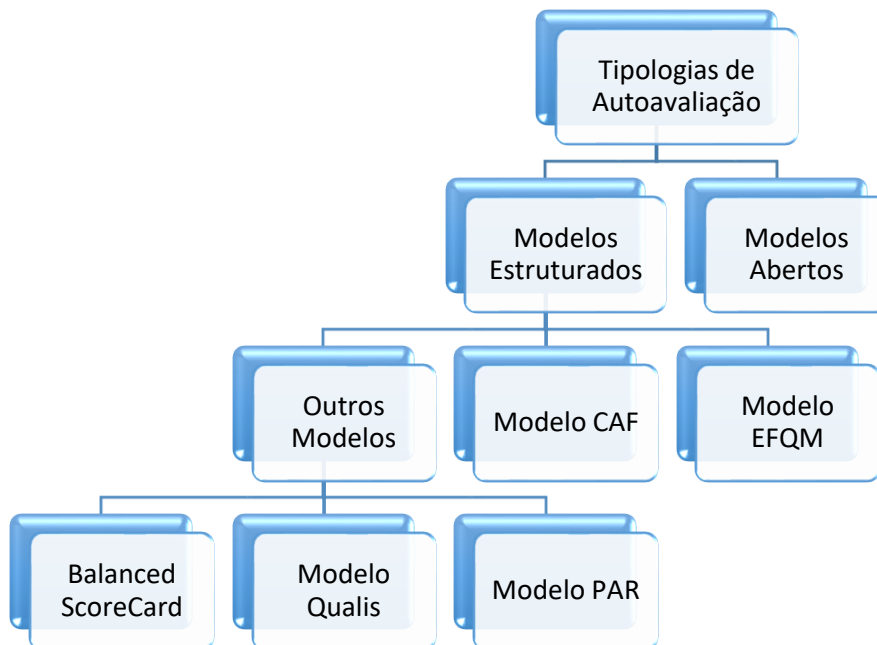 Tipologias de
Autoavaliação
Modelos
Estruturados
Modelos
Abertos
Outros
Modelos
Modelo CAF
Modelo
EFQM
Balanced
ScoreCard
Modelo
Qualis
Modelo PAR